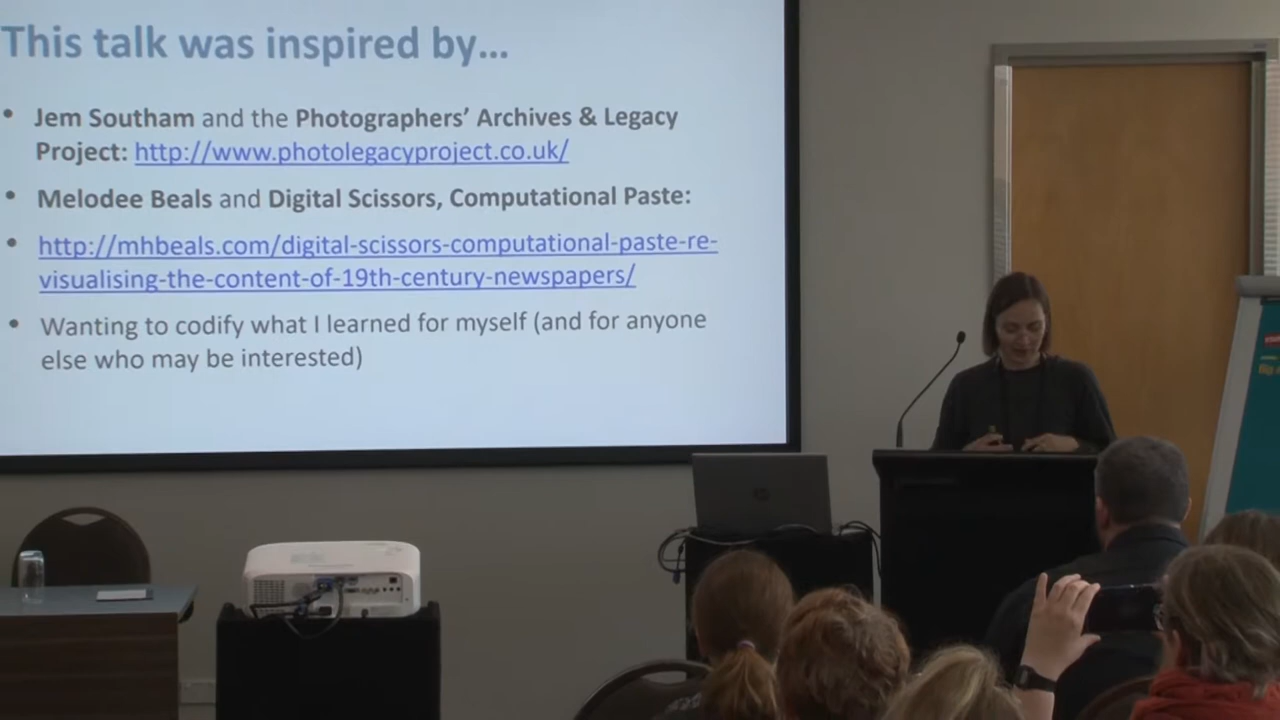 This talk was inspired by...
• Jem Southam and the Photographers' Archives & Legacy
Project: http://www.photolegacyproject.co.uk/
• Melodee Beals and Digital Scissors, Computational Paste:
• http://mhbeals.com/digital-scissors-computational-paste-re-
visualising-the-content-of-19th-century-newspapers/
• Wanting to codify what I learned for myself (and for anyone
else who may be interested)